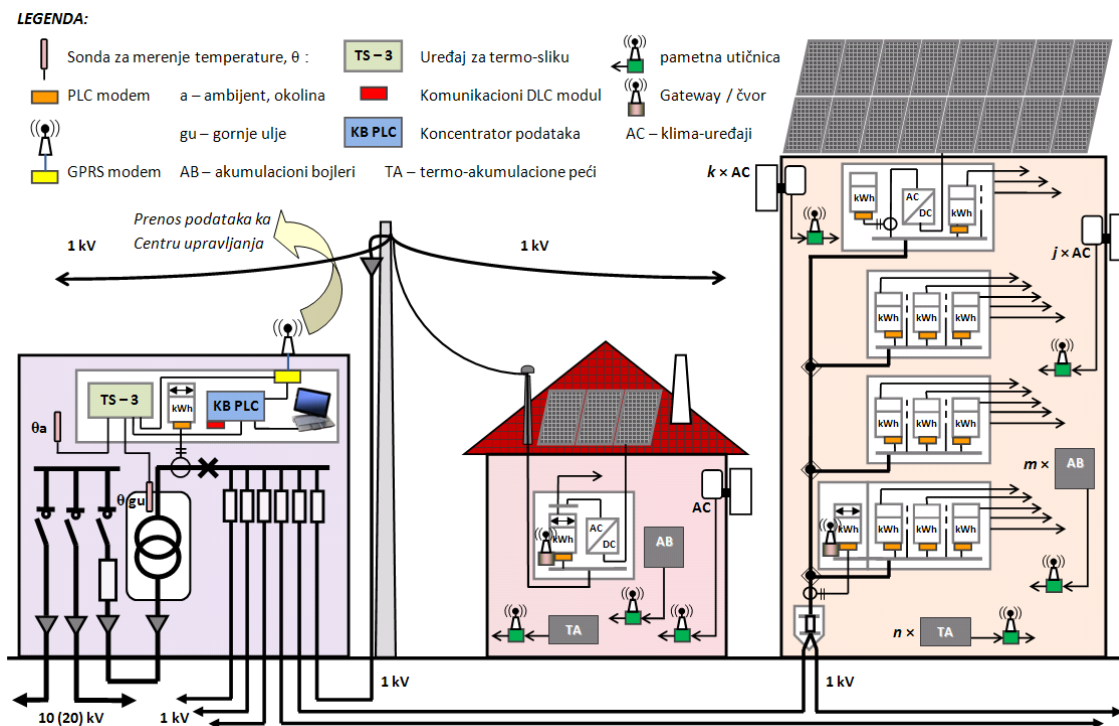 LEGENDA:
Sonda za merenje temperature, θ :
TS – 3
Uređaj za termo-sliku
pametna utičnica
PLC modem
a – ambijent, okolina
Komunikacioni DLC modul
Gateway / čvor
gu – gornje ulje
KB PLC
Koncentrator podataka
AC – klima-uređaji
GPRS modem
AB – akumulacioni bojleri
TA – termo-akumulacione peći
Prenos podataka ka
Centru upravljanja
1 kV
1 kV
k × AC
kWh
AC
DC
kWh
j × AC
kWh
kWh
kWh
TS – 3
kWh
KB PLC
θa
θgu
kWh
kWh
kWh
m ×
AB
AC
kWh
AC
DC
AB
kWh
kWh
kWh
kWh
TA
n ×
TA
10 (20) kV
1 kV
1 kV
1 kV